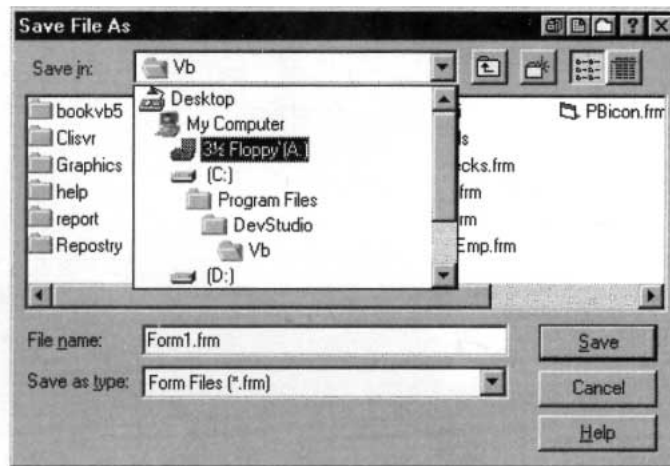 Save File As
Save in: Vb
Desktop
My Computer
3½ Floppy (A:)
(C:)
Program Files
DevStudio
Vb
(D:)
bookvb5
Clisvr
Graphics
help
report
Repostry
PBicon.frm
cks.frm
frm
Emp.frm
File name: Form1.frm
Save as type: Form Files (*.frm)
Save
Cancel
Help